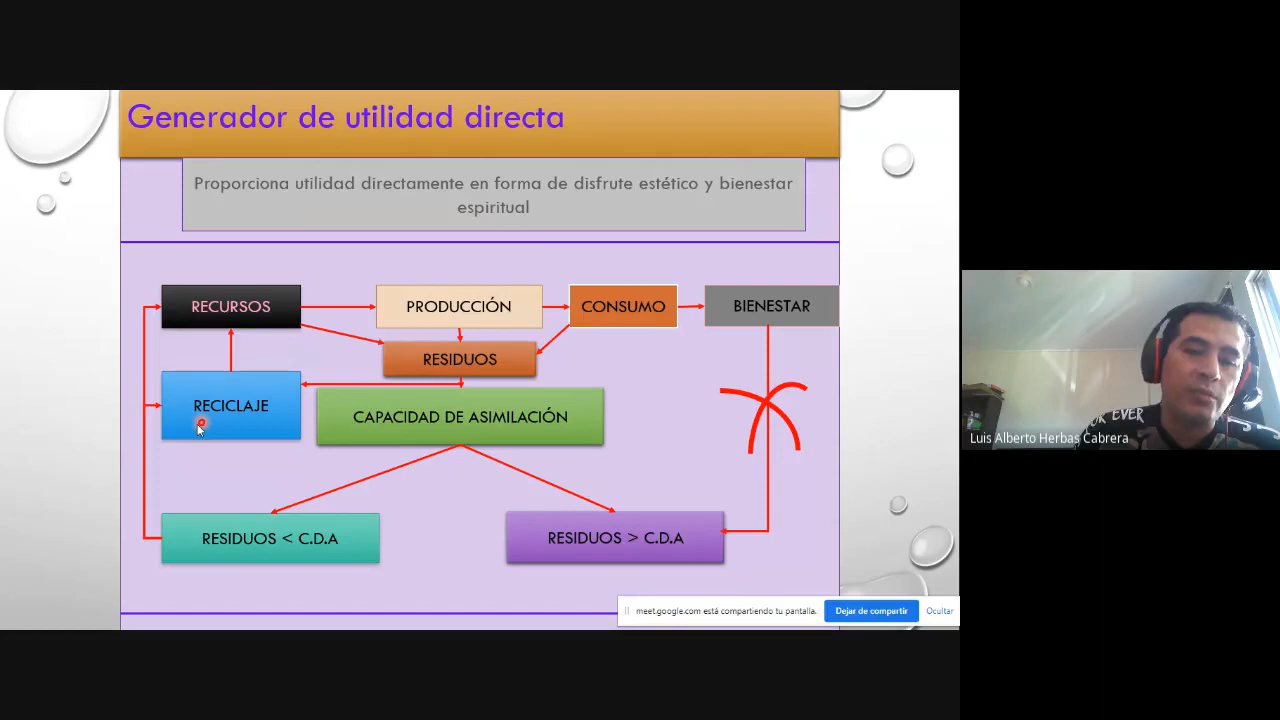 Generador de utilidad directa
Proporciona utilidad directamente en forma de disfrute estético y bienestar
espiritual
RECURSOS
PRODUCCIÓN
CONSUMO
BIENESTAR
RESIDUOS
RECICLAJE
CAPACIDAD DE ASIMILACIÓN
RESIDUOS < C.D.A
RESIDUOS > C.D.A
meet.google.com está compartiendo tu pantalla.
Dejar de compartir
Ocultar
EVER
Luis Alberto Herbas Cabrera